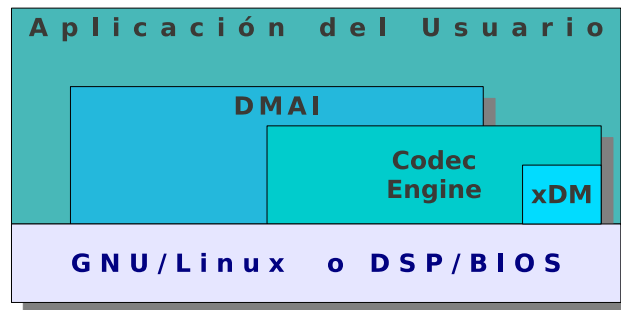 Aplicación del Usuario
DMAI
Codec
Engine
xDM
GNU/Linux o DSP/BIOS